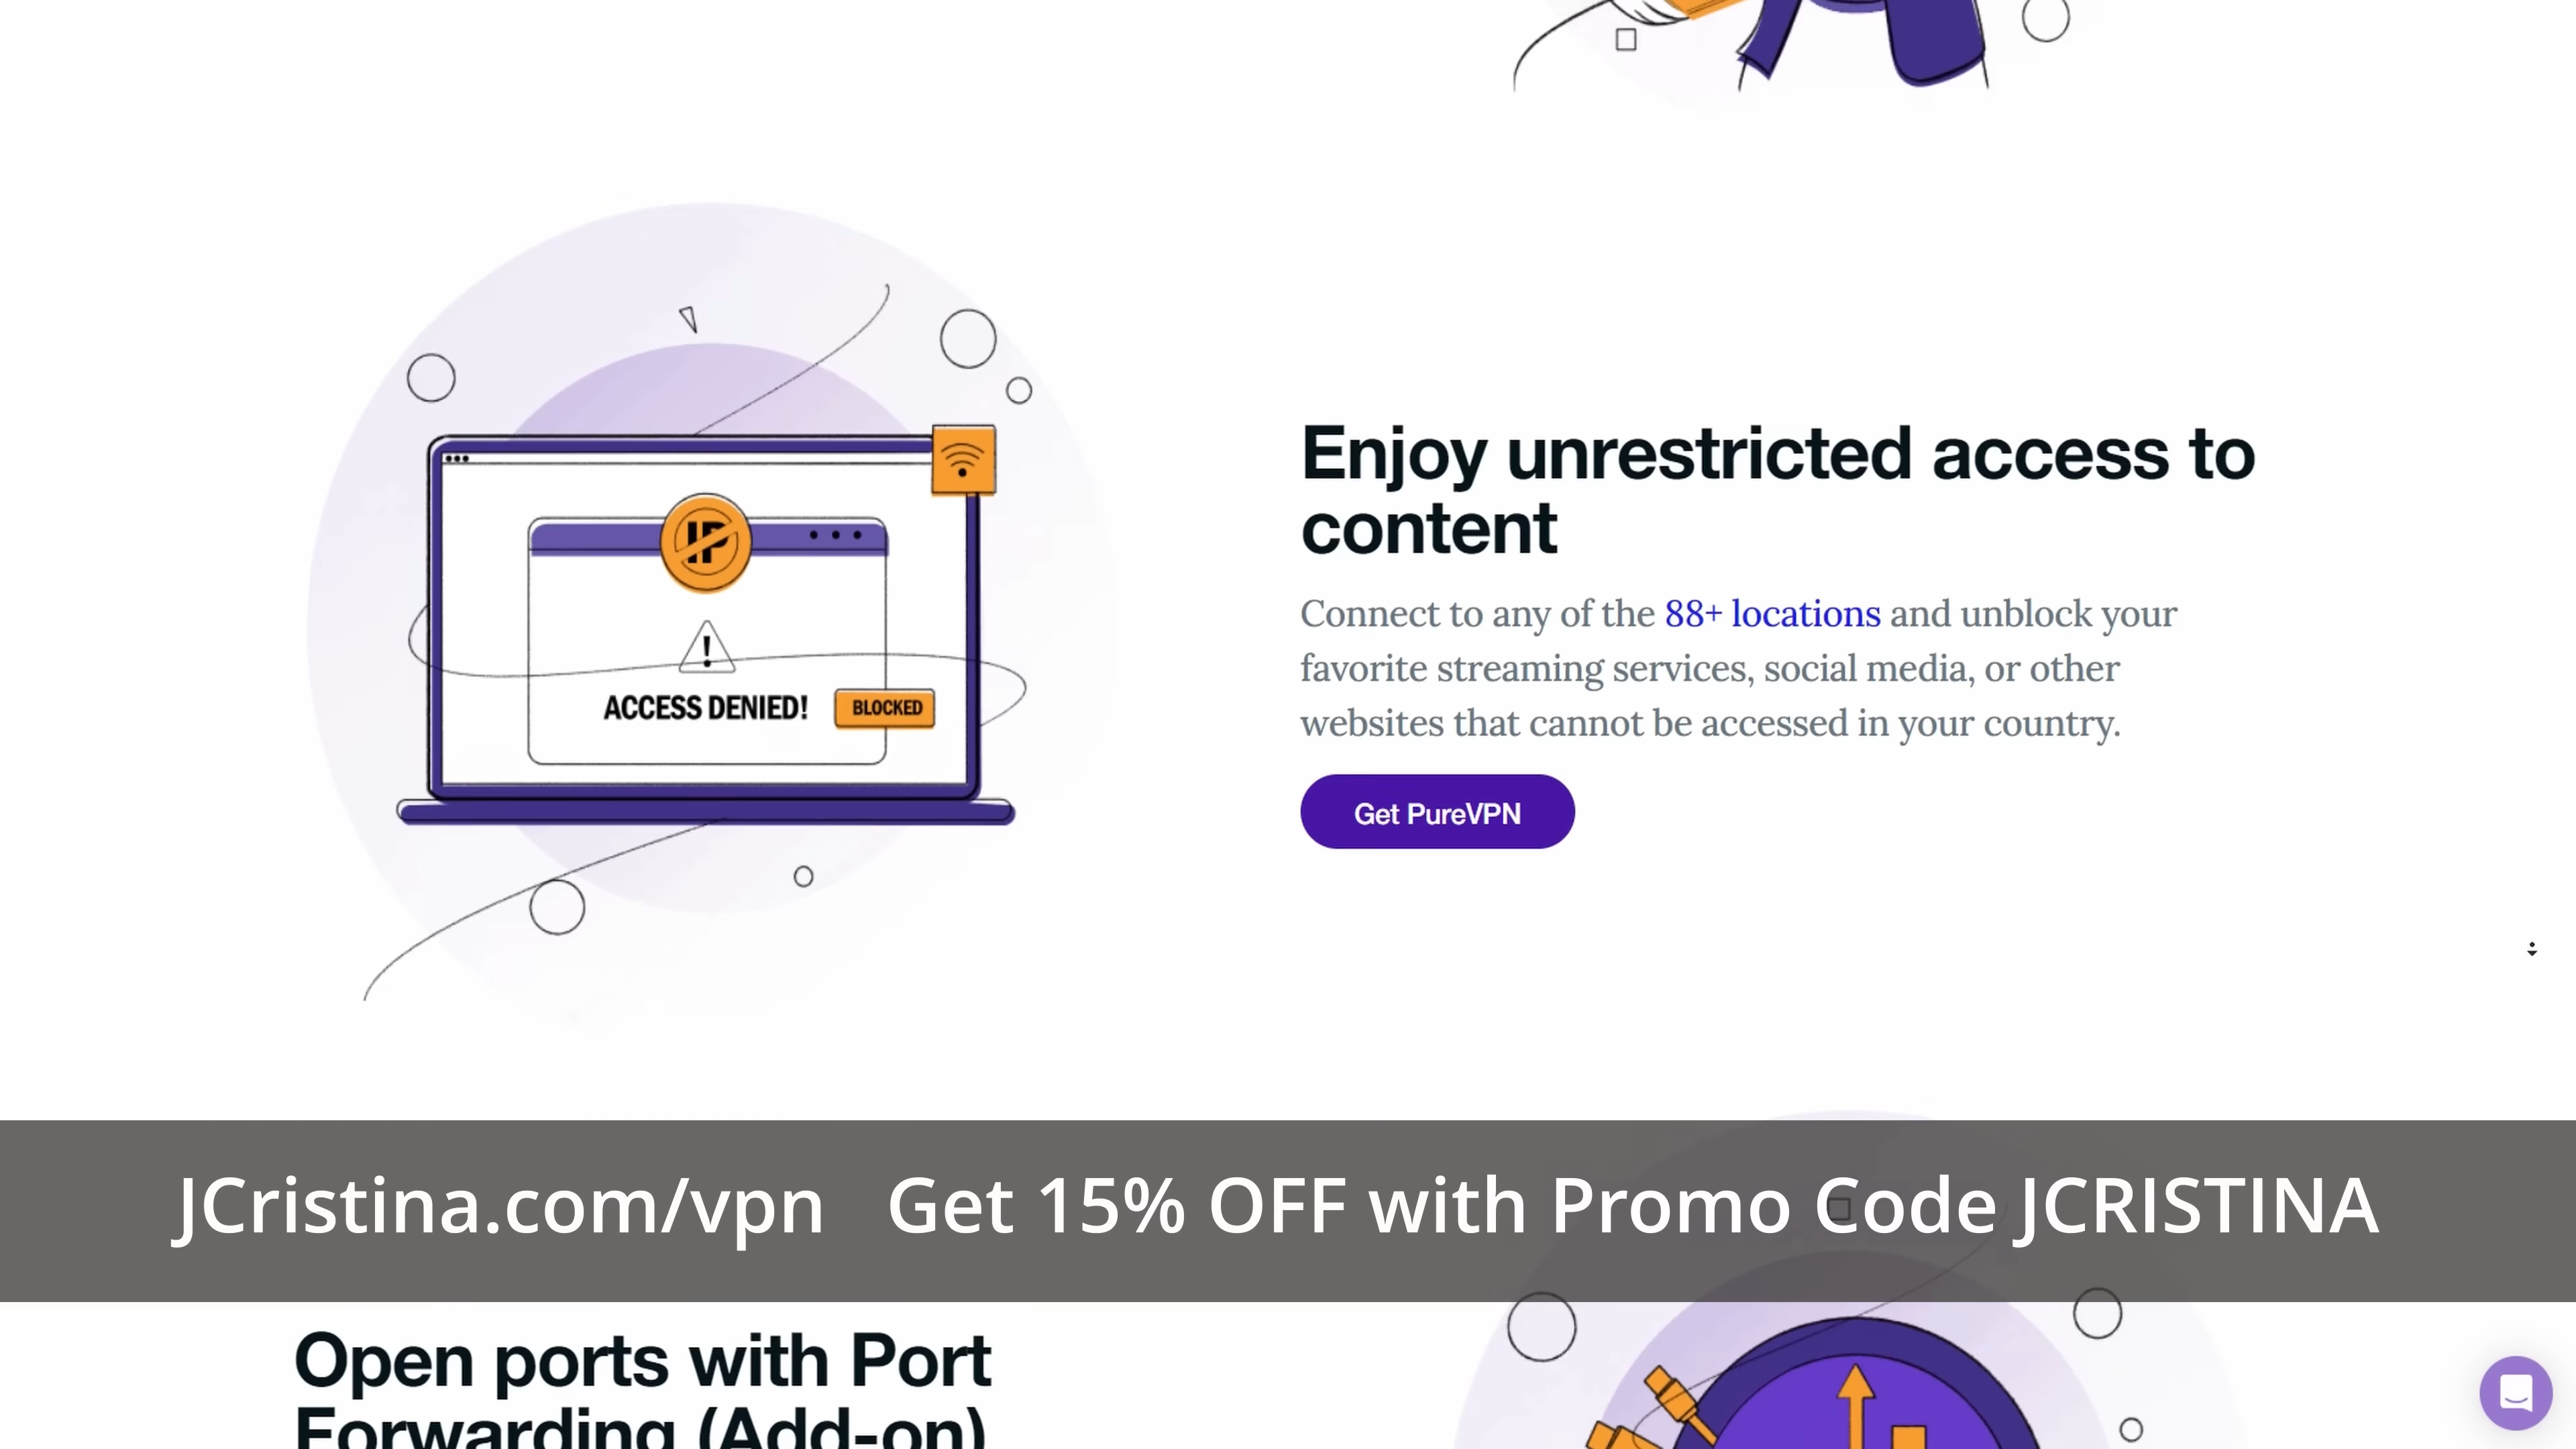 IP
ACCESS DENIED!
BLOCKED
Enjoy unrestricted access to
content
Connect to any of the 88+ locations and unblock your
favorite streaming services, social media, or other
websites that cannot be accessed in your country.
Get PureVPN
JCristina.com/vpn Get 15% OFF with Promo Code JCRISTINA
Open ports with Port
Forwarding (Add-on)